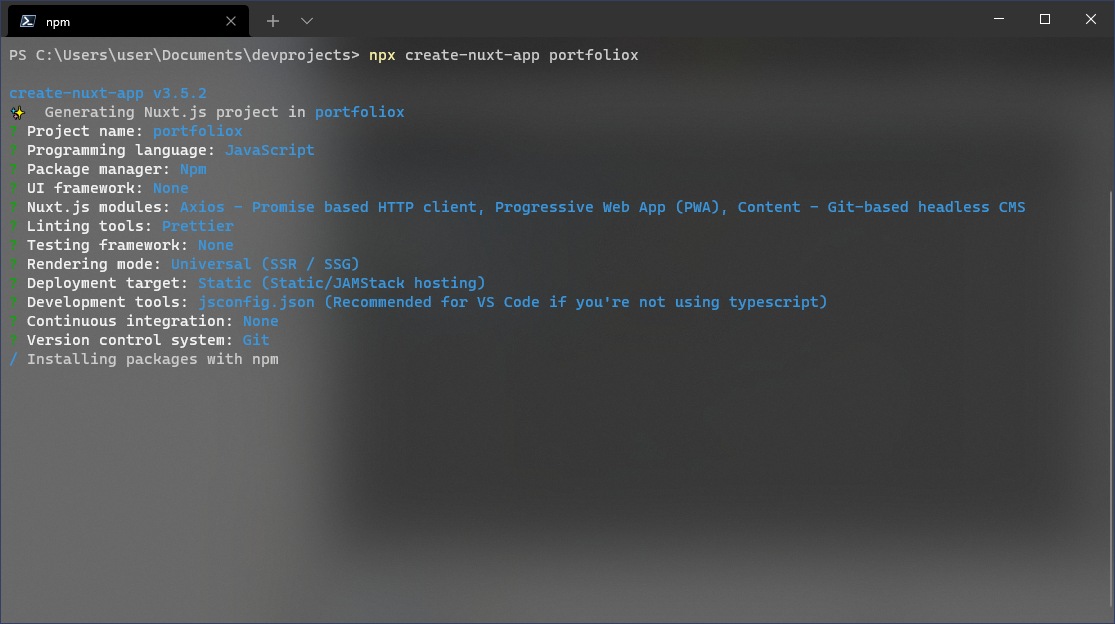 npm
PS C:\Users\user\Documents\devprojects> npx create-nuxt-app portfoliox
create-nuxt-app v3.5.2
✨ Generating Nuxt.js project in portfoliox
? Project name: portfoliox
? Programming language: JavaScript
? Package manager: Npm
? UI framework: None
? Nuxt.js modules: Axios - Promise based HTTP client, Progressive Web App (PWA), Content - Git-based headless CMS
? Linting tools: Prettier
? Testing framework: None
? Rendering mode: Universal (SSR / SSG)
? Deployment target: Static (Static/JAMStack hosting)
? Development tools: jsconfig.json (Recommended for VS Code if you're not using typescript)
? Continuous integration: None
? Version control system: Git
/ Installing packages with npm